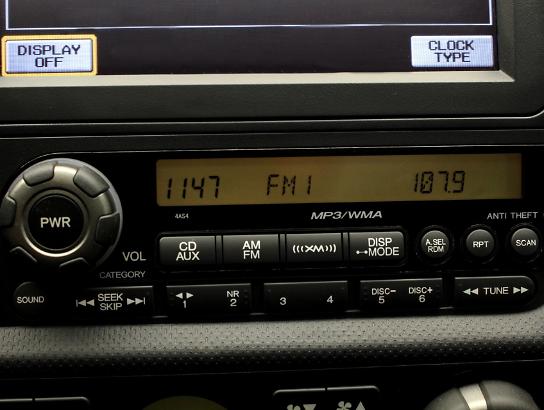 DISPLAY
OFF
CLOCK
TYPE
1147 FM1 107.9
4AS4 MP3/WMA ANTI THEFT
PWR
VOL
CD
AUX
AM
FM
XM
DISP
MODE
A.SEL
RDM
RPT
SCAN
CATEGORY
SOUND
SEEK
SKIP
1
NR
2
3
4
DISC-
5
DISC+
6
TUNE